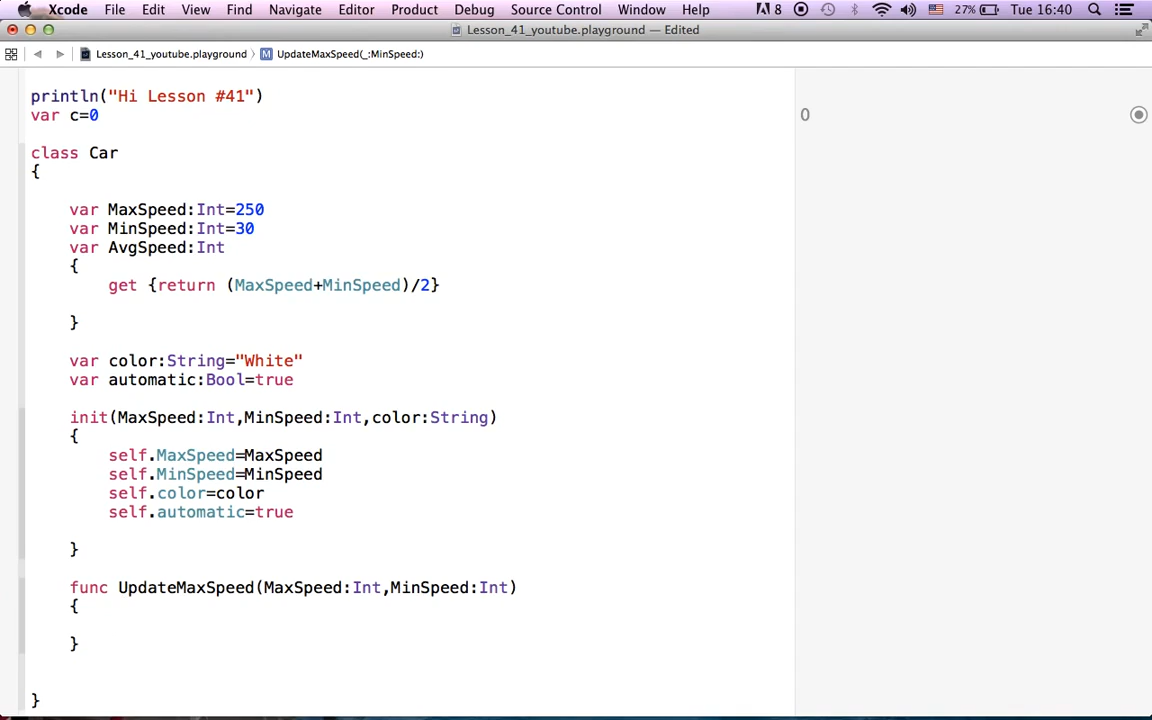 Xcode File Edit View Find Navigate Editor Product Debug Source Control Window Help 8 27% Tue 16:40
Lesson_41_youtube.playground — Edited
Lesson_41_youtube.playground 〉 M UpdateMaxSpeed(_:MinSpeed:)
println("Hi Lesson #41")
var c=0
0
class Car
{
var MaxSpeed:Int=250
var MinSpeed:Int=30
var AvgSpeed:Int
{
get {return (MaxSpeed+MinSpeed)/2}
}
var color:String="White"
var automatic:Bool=true
init(MaxSpeed:Int,MinSpeed:Int,color:String)
{
self.MaxSpeed=MaxSpeed
self.MinSpeed=MinSpeed
self.color=color
self.automatic=true
}
func UpdateMaxSpeed(MaxSpeed:Int,MinSpeed:Int)
{
}
}